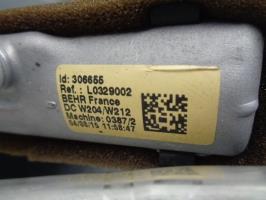 Id: 306655
Ref.: L0329002
BEHR France
DC W204/W212
Machine: 0387/2
04/05/15 11:58:47